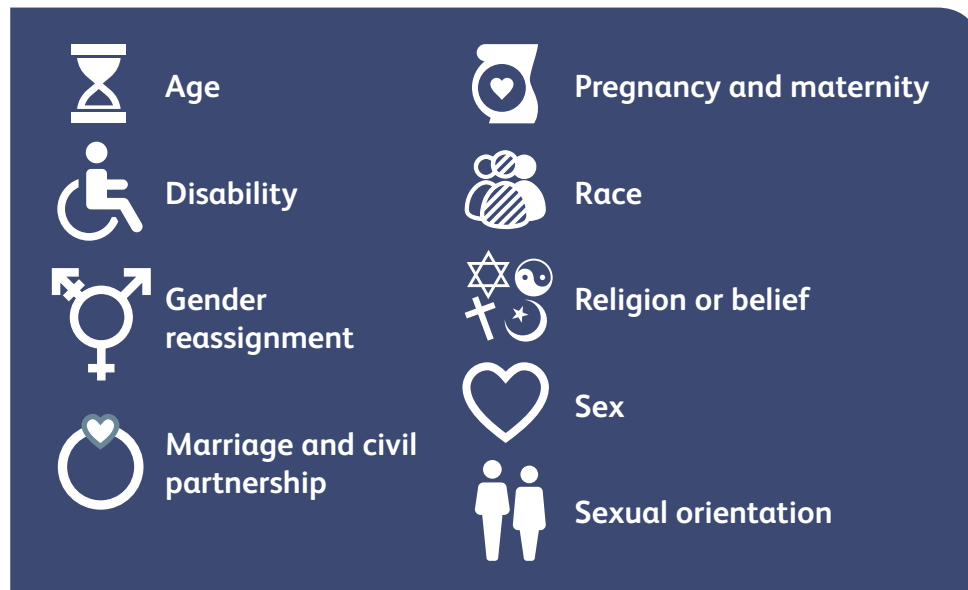 Age
Disability
Gender
reassignment
Marriage and civil
partnership
Pregnancy and maternity
Race
Religion or belief
Sex
Sexual orientation